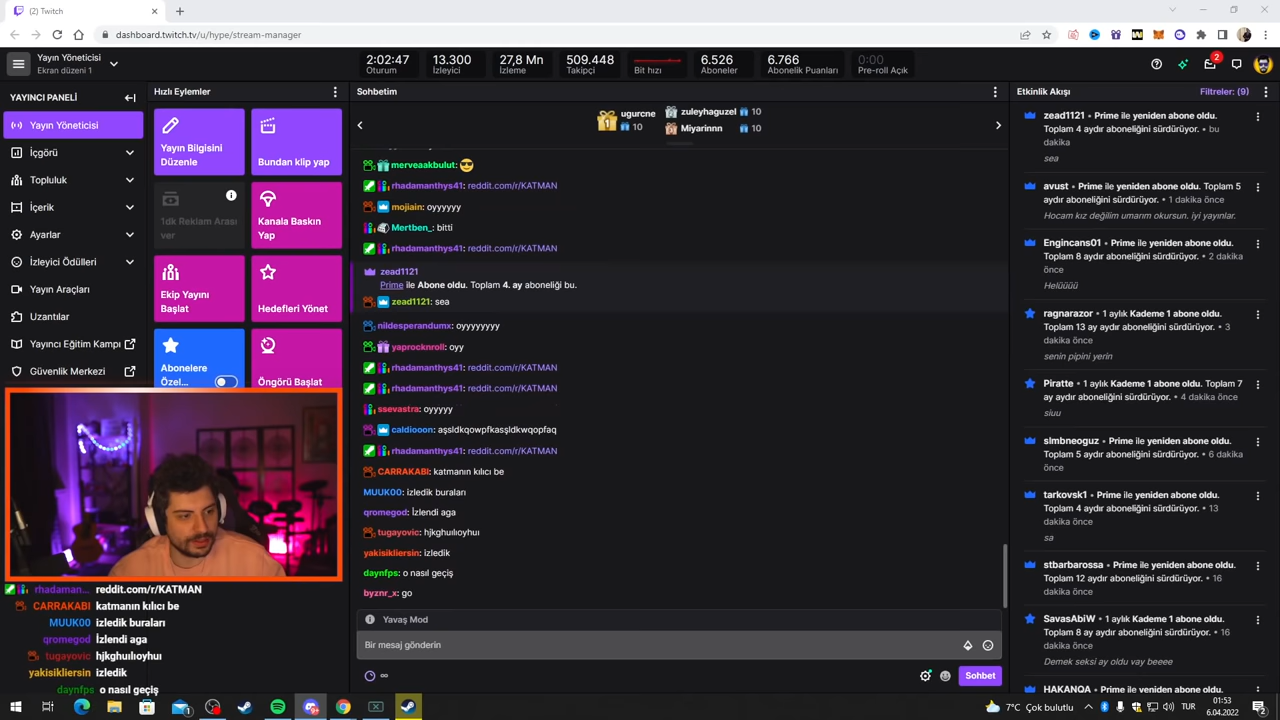 (2) Twitch
dashboard.twitch.tv/u/hype/stream-manager
Yayın Yöneticisi
Ekran düzeni 1
2:02:47
Oturum
13.300
İzleyici
27,8 Mn
İzleme
509.448
Takipçi
Bit hızı
6.526
Aboneler
6.766
Abonelik Puanları
0:00
Pre-roll Açık
2
YAYINCI PANELİ
Yayın Yöneticisi
İçgörü
Topluluk
İçerik
Ayarlar
İzleyici Ödülleri
Yayın Araçları
Uzantılar
Yayıncı Eğitim Kampı
Güvenlik Merkezi
Hızlı Eylemler
Yayın Bilgisini
Düzenle
Bundan klip yap
1dk Reklam Arası
ver
Kanala Baskın
Yap
Ekip Yayını
Başlat
Hedefleri Yönet
Abonelere
Özel...
Öngörü Başlat
Sohbetim
1
ugurcne
10
zuleyhaguzel 10
Miyarinnn 10
merveaakbulut:
rhadamanthys41: reddit.com/r/KATMAN
mojiain: oyyyyyy
Mertben_: bitti
rhadamanthys41: reddit.com/r/KATMAN
zead1121
Prime ile Abone oldu. Toplam 4. ay aboneliği bu.
zead1121: sea
nildesperandumx: oyyyyyyyy
yaprocknroll: oyy
rhadamanthys41: reddit.com/r/KATMAN
rhadamanthys41: reddit.com/r/KATMAN
ssevastra: oyyyyy
caldiooon: aşsldkqowpfkasşldkwqopfaq
rhadamanthys41: reddit.com/r/KATMAN
CARRAKABI: katmanın kılıcı be
MUUK00: izledik buraları
qromegod: İzlendi aga
tugayovic: hjkghuılıoyhuı
yakisikliersin: izledik
daynfps: o nasıl geçiş
byznr_x: go
Yavaş Mod
Bir mesaj gönderin
Sohbet
Etkinlik Akışı
Filtreler: (9)
zead1121 • Prime ile yeniden abone oldu.
Toplam 4 aydır aboneliğini sürdürüyor. • bu
dakika
sea
avust • Prime ile yeniden abone oldu. Toplam 5
aydır aboneliğini sürdürüyor. • 1 dakika önce
Hocam kız değilim umarım okursun. iyi yayınlar.
Engincans01 • Prime ile yeniden abone oldu.
Toplam 8 aydır aboneliğini sürdürüyor. • 2 dakika
önce
Helüüüü
ragnarazor • 1 aylık Kademe 1 abone oldu.
Toplam 13 ay aydır aboneliğini sürdürüyor. • 3
dakika önce
senin pipini yerin
Piratte • 1 aylık Kademe 1 abone oldu. Toplam 7
ay aydır aboneliğini sürdürüyor. • 4 dakika önce
siuu
slmbneoguz • Prime ile yeniden abone oldu.
Toplam 5 aydır aboneliğini sürdürüyor. • 6 dakika
önce
tarkovsk1 • Prime ile yeniden abone oldu.
Toplam 4 aydır aboneliğini sürdürüyor. • 13
dakika önce
sa
stbarbarossa • Prime ile yeniden abone oldu.
Toplam 12 aydır aboneliğini sürdürüyor. • 16
dakika önce
SavasAbiW • 1 aylık Kademe 1 abone oldu.
Toplam 8 ay aydır aboneliğini sürdürüyor. • 16
dakika önce
Demek seksi ay oldu vay beeee
HAKANQA • Prime ile yeniden abone oldu.
rhadaman... reddit.com/r/KATMAN
CARRAKABI katmanın kılıcı be
MUUK00 izledik buraları
qromegod İzlendi aga
tugayovic hjkghuılıoyhuı
yakisikliersin izledik
daynfps o nasıl geçiş
7°C Çok bulutlu
TUR
01:53
6.04.2022
2